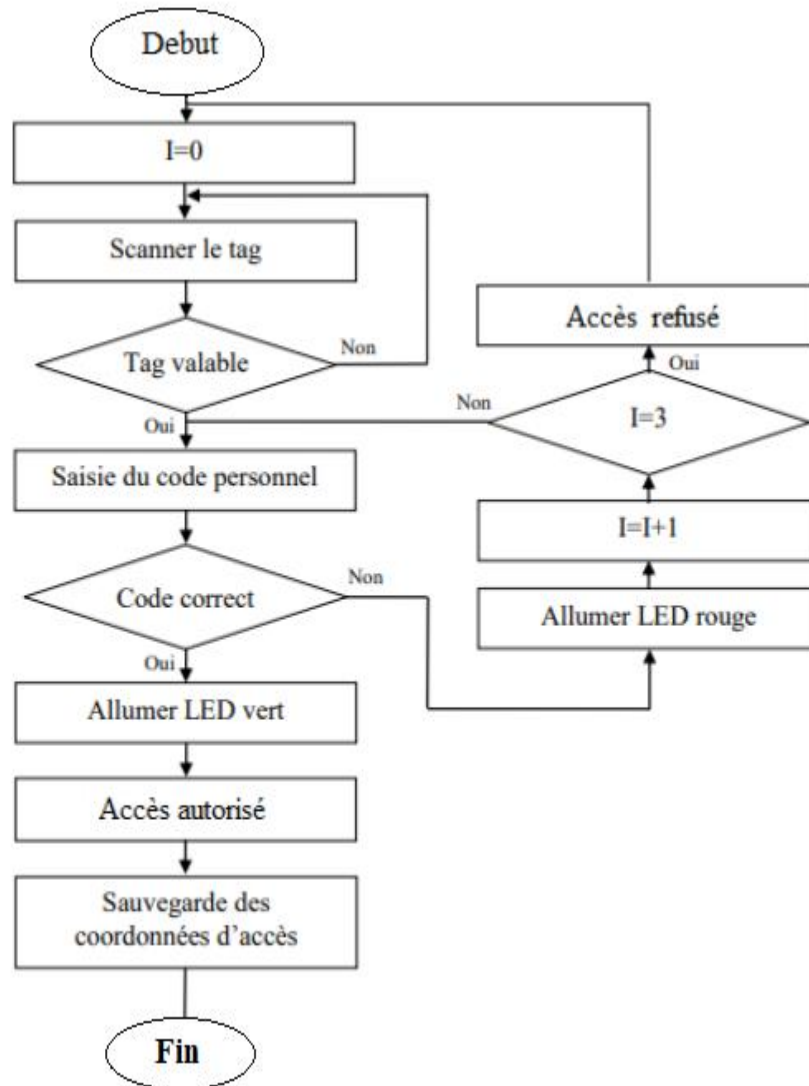 Debut
I=0
Scanner le tag
Tag valable
Non
Oui
Saisie du code personnel
Code correct
Non
Oui
Allumer LED vert
Accès autorisé
Sauvegarde des
coordonnées d’accès
Fin
Accès refusé
Oui
Non
I=3
I=I+1
Allumer LED rouge